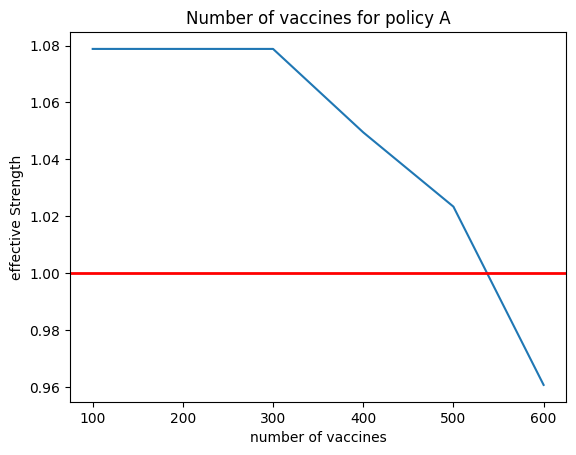 Number of vaccines for policy A
1.08
1.06
1.04
1.02
1.00
0.98
0.96
effective Strength
100 200 300 400 500 600
number of vaccines